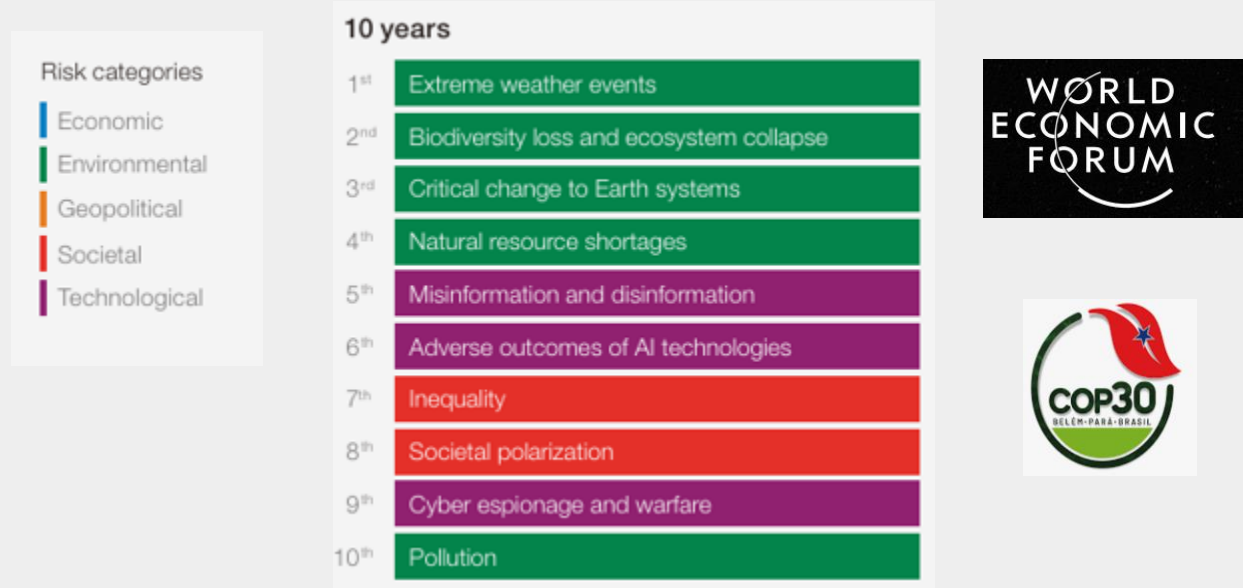 Risk categories
Economic
Environmental
Geopolitical
Societal
Technological
10 years
1st Extreme weather events
2nd Biodiversity loss and ecosystem collapse
3rd Critical change to Earth systems
4th Natural resource shortages
5th Misinformation and disinformation
6th Adverse outcomes of AI technologies
7th Inequality
8th Societal polarization
9th Cyber espionage and warfare
10th Pollution
WORLD
ECONOMIC
FORUM
COP30
BELÉM·PARÁ·BRASIL